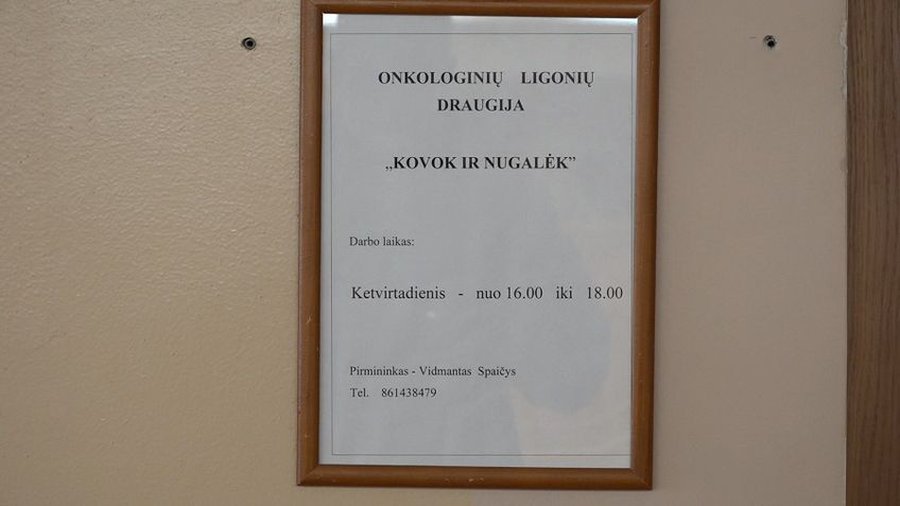 ONKOLOGINIŲ LIGONIŲ
DRAUGIJA
„KOVOK IR NUGALĖK”
Darbo laikas:
Ketvirtadienis - nuo 16.00 iki 18.00
Pirmininkas - Vidmantas Spaičys
Tel. 861438479